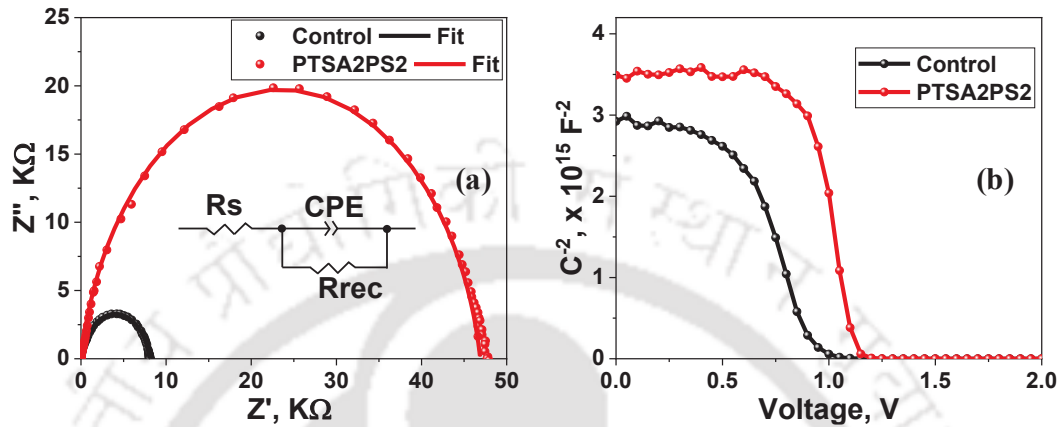 25
20
15
10
5
0
Z'', KΩ
Control Fit
PTSA2PS2 Fit
(a)
Rs CPE
Rrec
0 10 20 30 40 50
Z', KΩ
4
3
2
1
0
C⁻², x 10¹⁵ F⁻²
Control
PTSA2PS2
(b)
0.0 0.5 1.0 1.5 2.0
Voltage, V